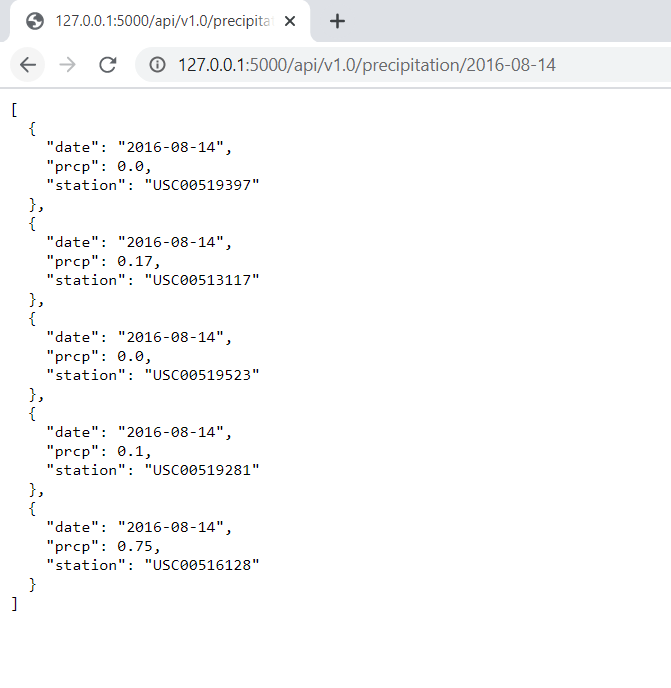 127.0.0.1:5000/api/v1.0/precipita
127.0.0.1:5000/api/v1.0/precipitation/2016-08-14
[
  {
    "date": "2016-08-14",
    "prcp": 0.0,
    "station": "USC00519397"
  },
  {
    "date": "2016-08-14",
    "prcp": 0.17,
    "station": "USC00513117"
  },
  {
    "date": "2016-08-14",
    "prcp": 0.0,
    "station": "USC00519523"
  },
  {
    "date": "2016-08-14",
    "prcp": 0.1,
    "station": "USC00519281"
  },
  {
    "date": "2016-08-14",
    "prcp": 0.75,
    "station": "USC00516128"
  }
]